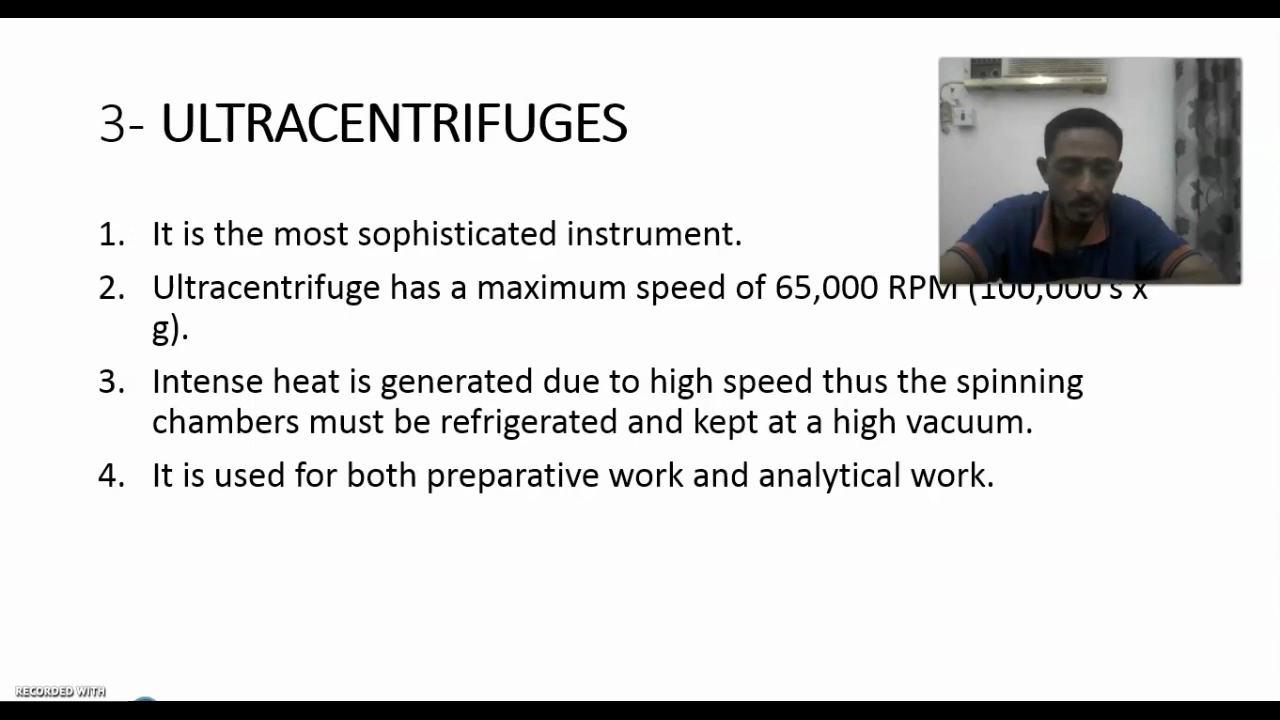 3- ULTRACENTRIFUGES
1. It is the most sophisticated instrument.
2. Ultracentrifuge has a maximum speed of 65,000 RPM (100,000's x
g).
3. Intense heat is generated due to high speed thus the spinning
chambers must be refrigerated and kept at a high vacuum.
4. It is used for both preparative work and analytical work.
RECORDED WITH